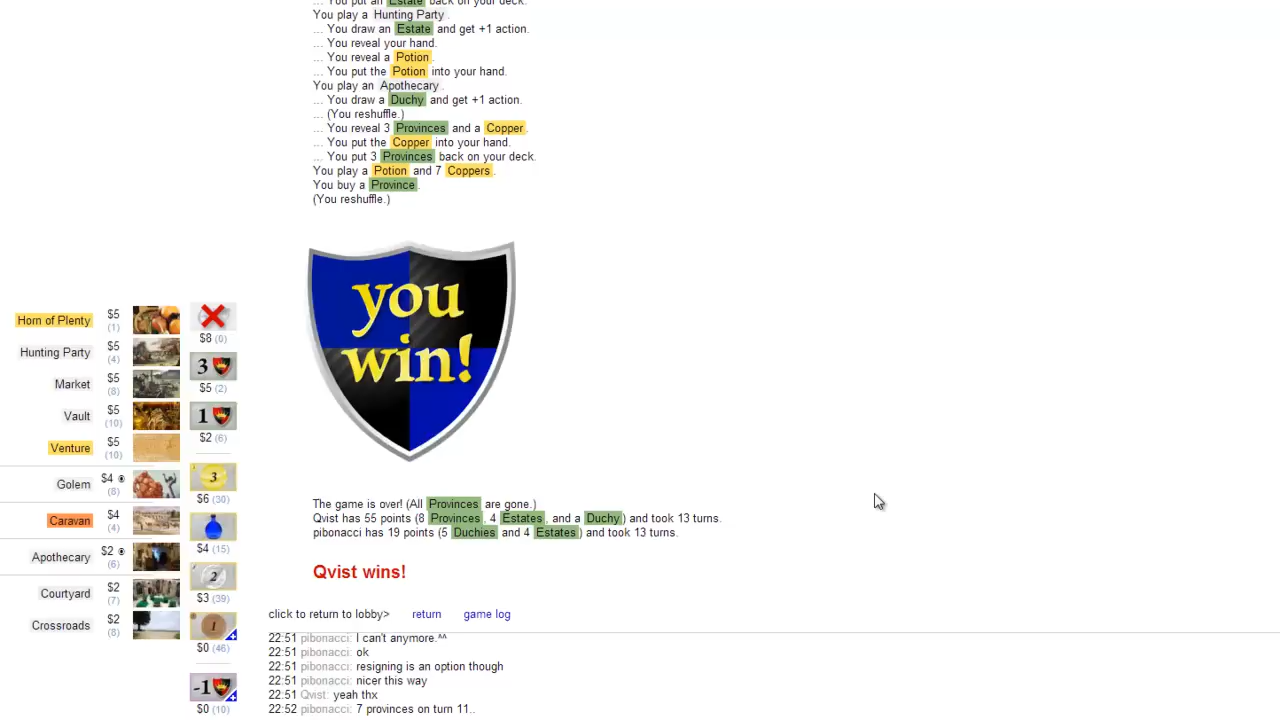 ... You put an Estate back on your deck.
You play a Hunting Party.
... You draw an Estate and get +1 action.
... You reveal your hand.
... You reveal a Potion.
... You put the Potion into your hand.
You play an Apothecary.
... You draw a Duchy and get +1 action.
... (You reshuffle.)
... You reveal 3 Provinces and a Copper.
... You put the Copper into your hand.
... You put 3 Provinces back on your deck.
You play a Potion and 7 Coppers.
You buy a Province.
(You reshuffle.)
you
win!
Horn of Plenty $5 (1)
Hunting Party $5 (4)
Market $5 (8)
Vault $5 (10)
Venture $5 (10)
Golem $4 (8)
Caravan $4 (4)
Apothecary $2 (6)
Courtyard $2 (7)
Crossroads $2 (8)
$8 (0)
3
$5 (2)
1
$2 (6)
3
$6 (30)
$4 (15)
2
$3 (39)
1
$0 (46)
-1
$0 (10)
The game is over! (All Provinces are gone.)
Qvist has 55 points (8 Provinces, 4 Estates, and a Duchy) and took 13 turns.
pibonacci has 19 points (5 Duchies and 4 Estates) and took 13 turns.
Qvist wins!
click to return to lobby> return game log
22:51 pibonacci: I can't anymore.^^
22:51 pibonacci: ok
22:51 pibonacci: resigning is an option though
22:51 pibonacci: nicer this way
22:51 Qvist: yeah thx
22:52 pibonacci: 7 provinces on turn 11..